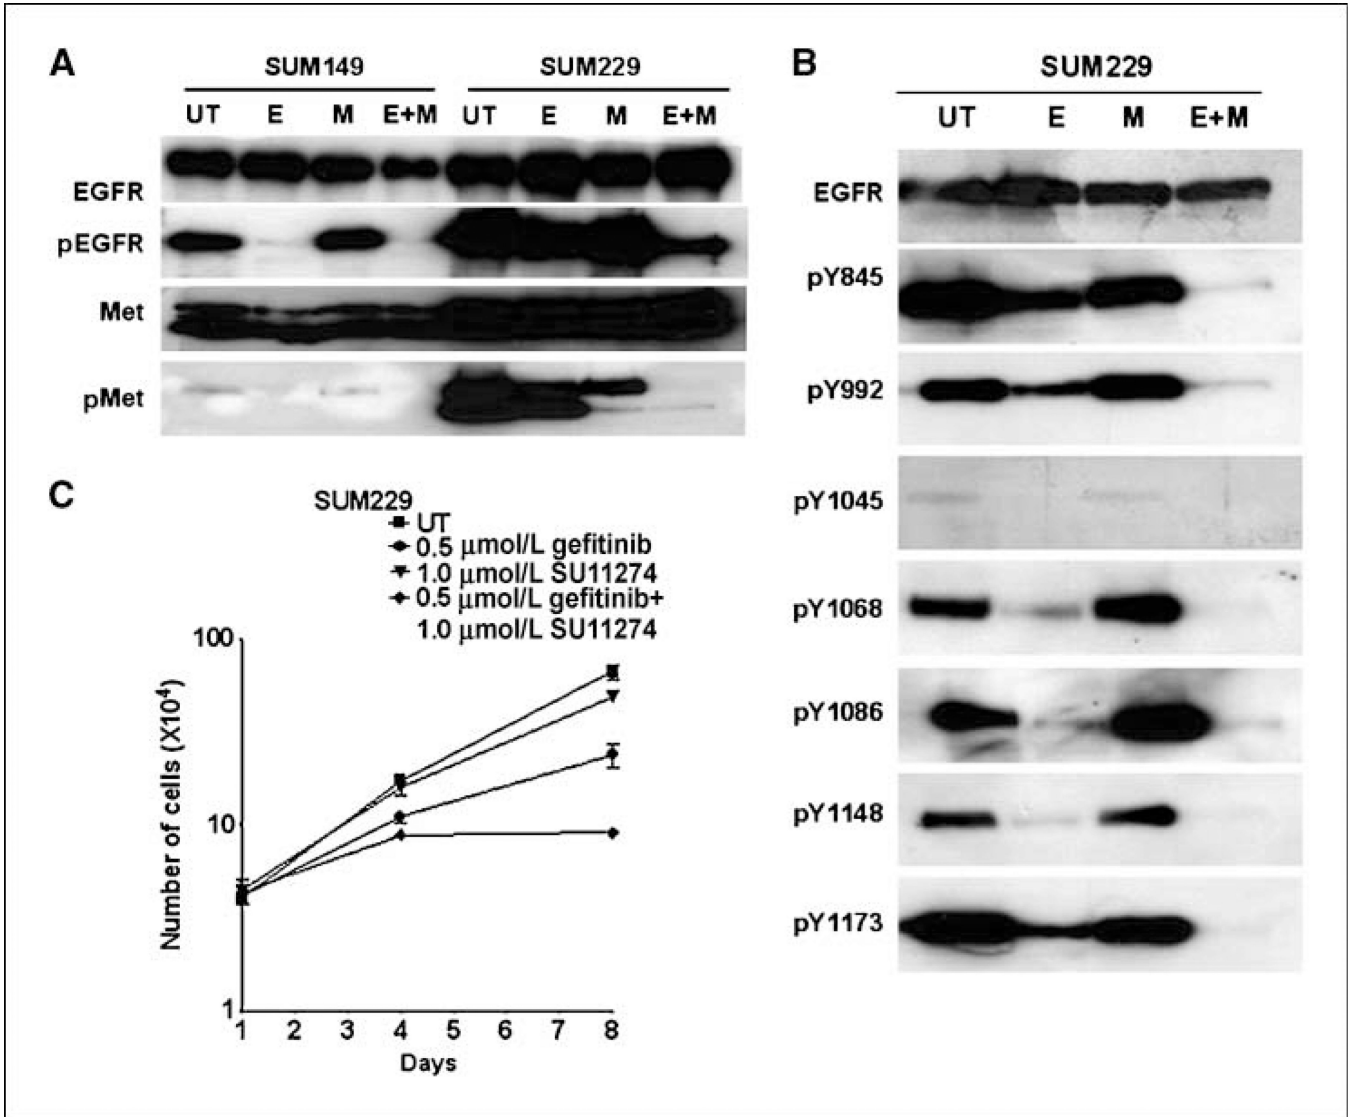 A
SUM149 SUM229
UT E M E+M UT E M E+M
EGFR
pEGFR
Met
pMet
B
SUM229
UT E M E+M
EGFR
pY845
pY992
pY1045
pY1068
pY1086
pY1148
pY1173
C
SUM229
UT
0.5 μmol/L gefitinib
1.0 μmol/L SU11274
0.5 μmol/L gefitinib+
1.0 μmol/L SU11274
Number of cells (X10⁴)
100
10
1
1 2 3 4 5 6 7 8
Days